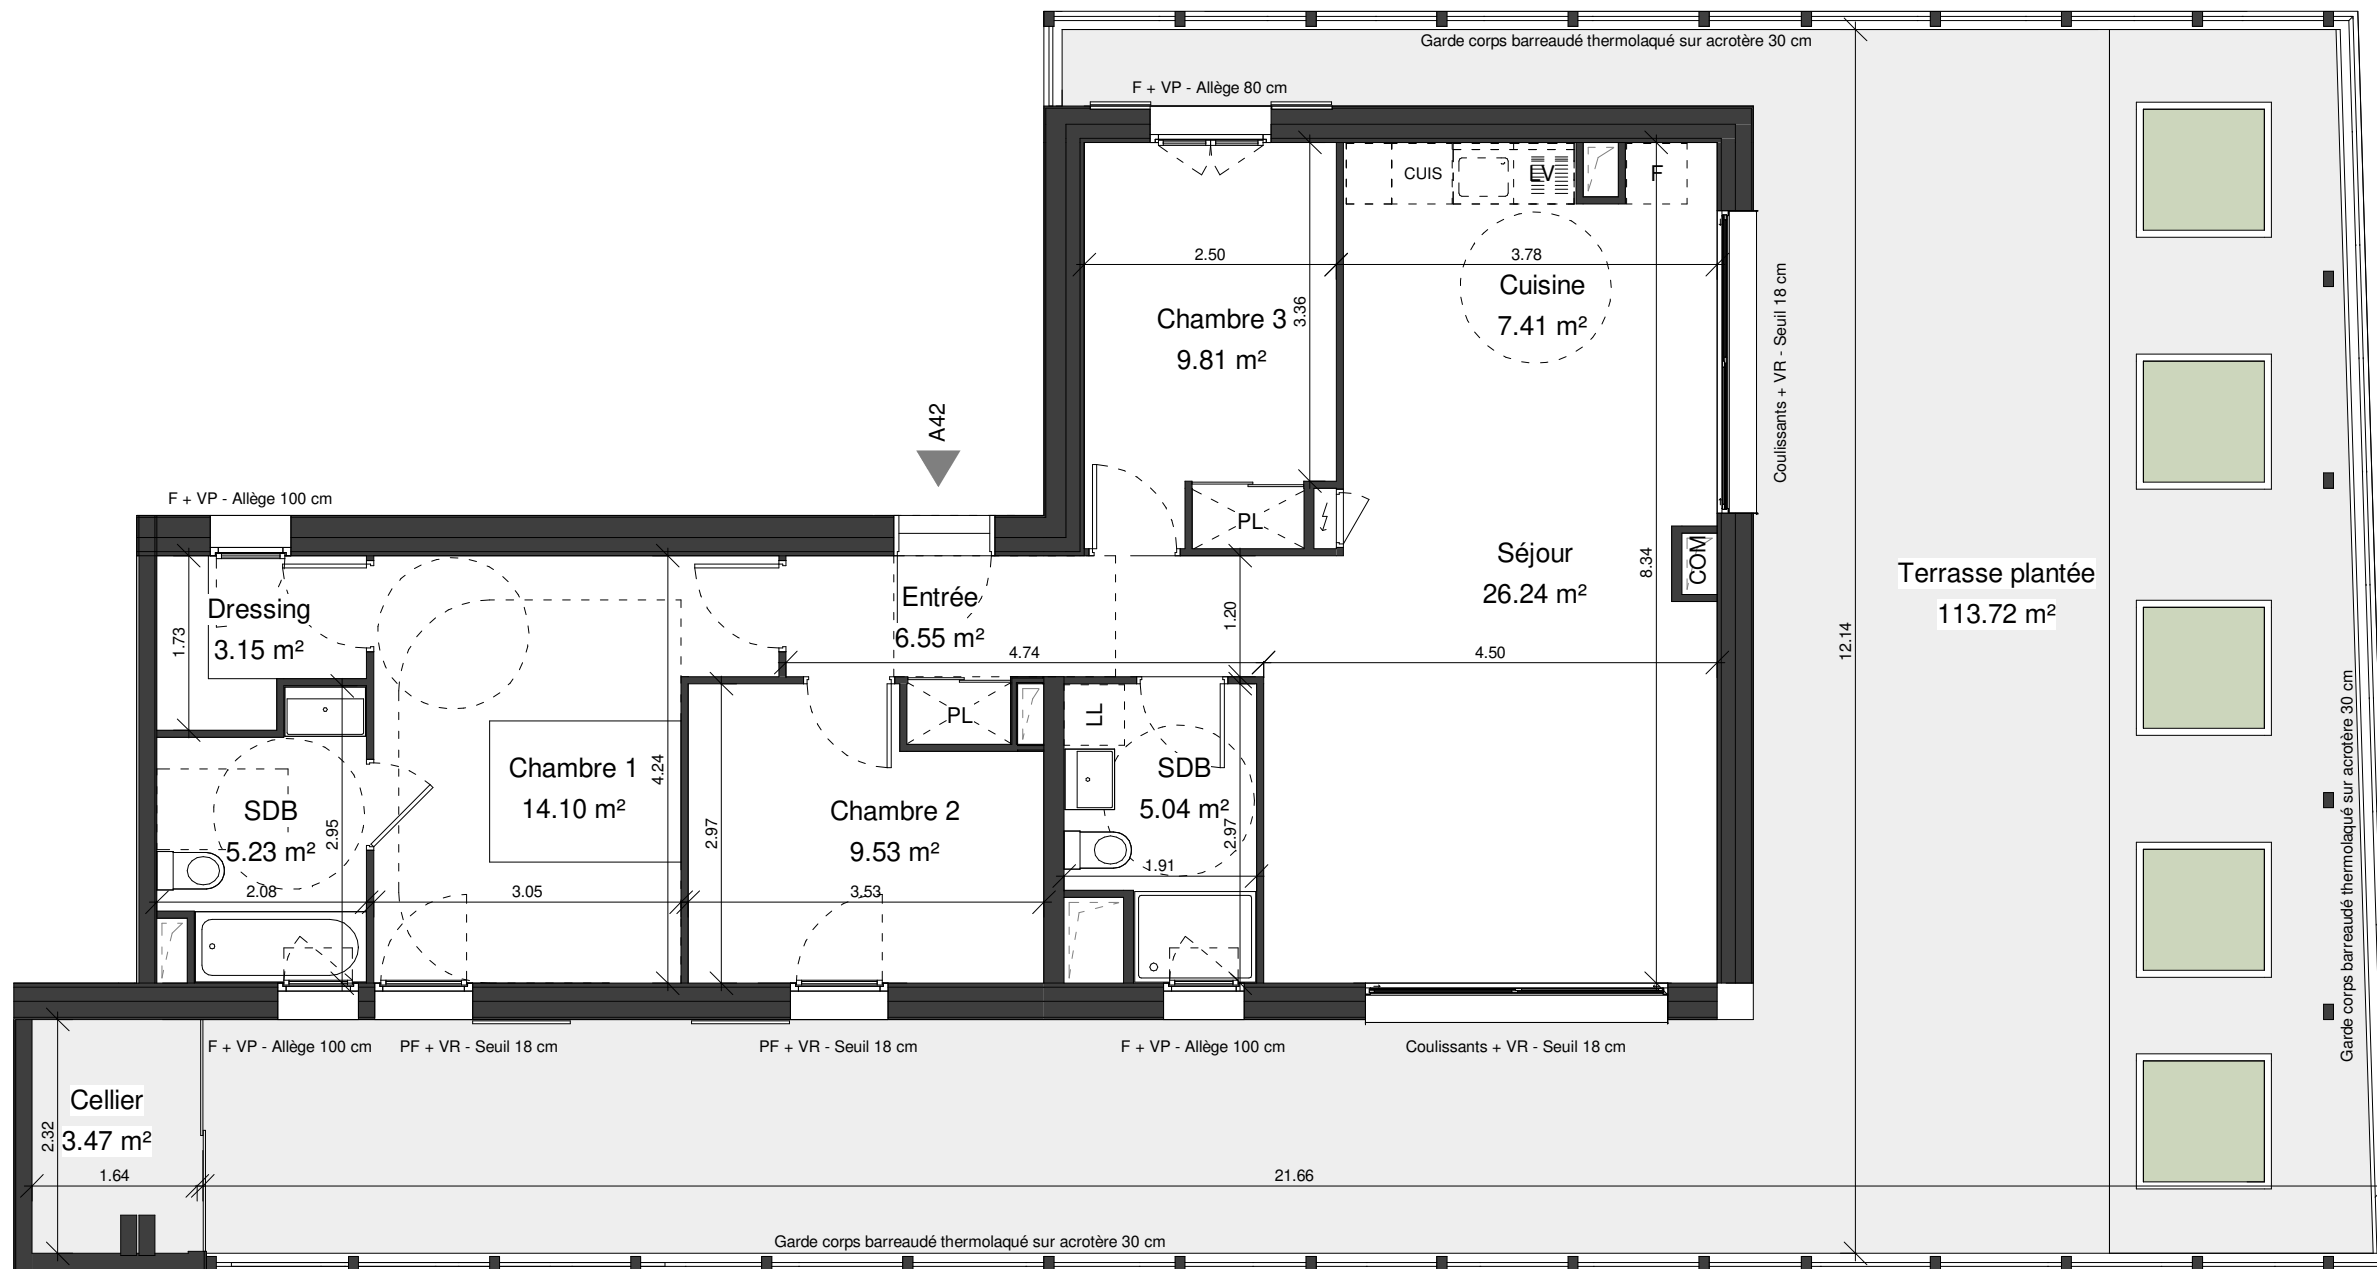 Garde corps barreaudé thermolaqué sur acrotère 30 cm
F + VP - Allège 80 cm
CUIS
LV
F
2.50
3.78
Cuisine
7.41 m²
Chambre 3
9.81 m²
3.36
Coulissants + VR - Seuil 18 cm
A42
F + VP - Allège 100 cm
PL
Séjour
26.24 m²
8.34
COM
Terrasse plantée
113.72 m²
12.14
Dressing
3.15 m²
1.73
Entrée
6.55 m²
1.20
4.74
4.50
PL
LL
Chambre 1
14.10 m²
4.24
SDB
5.23 m²
2.95
2.08
3.05
Chambre 2
9.53 m²
2.97
3.53
SDB
5.04 m²
2.97
1.91
Garde corps barreaudé thermolaqué sur acrotère 30 cm
F + VP - Allège 100 cm
PF + VR - Seuil 18 cm
PF + VR - Seuil 18 cm
F + VP - Allège 100 cm
Coulissants + VR - Seuil 18 cm
Cellier
3.47 m²
2.32
1.64
21.66
Garde corps barreaudé thermolaqué sur acrotère 30 cm